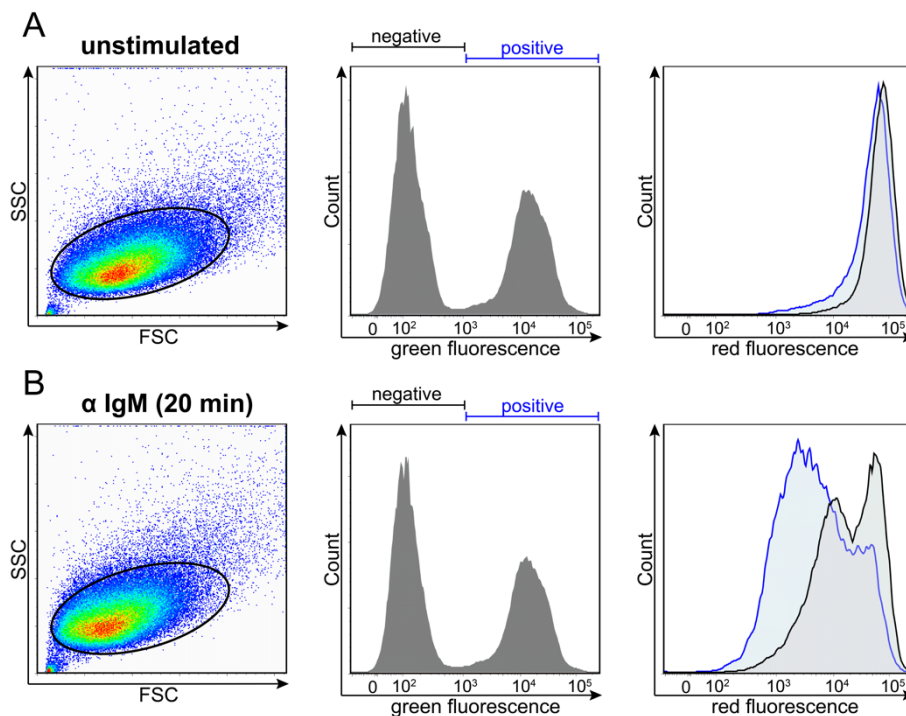 A
unstimulated
SSC
FSC
negative
positive
Count
0 10² 10³ 10⁴ 10⁵
green fluorescence
Count
0 10² 10³ 10⁴ 10⁵
red fluorescence
B
α IgM (20 min)
SSC
FSC
negative
positive
Count
0 10² 10³ 10⁴ 10⁵
green fluorescence
Count
0 10² 10³ 10⁴ 10⁵
red fluorescence